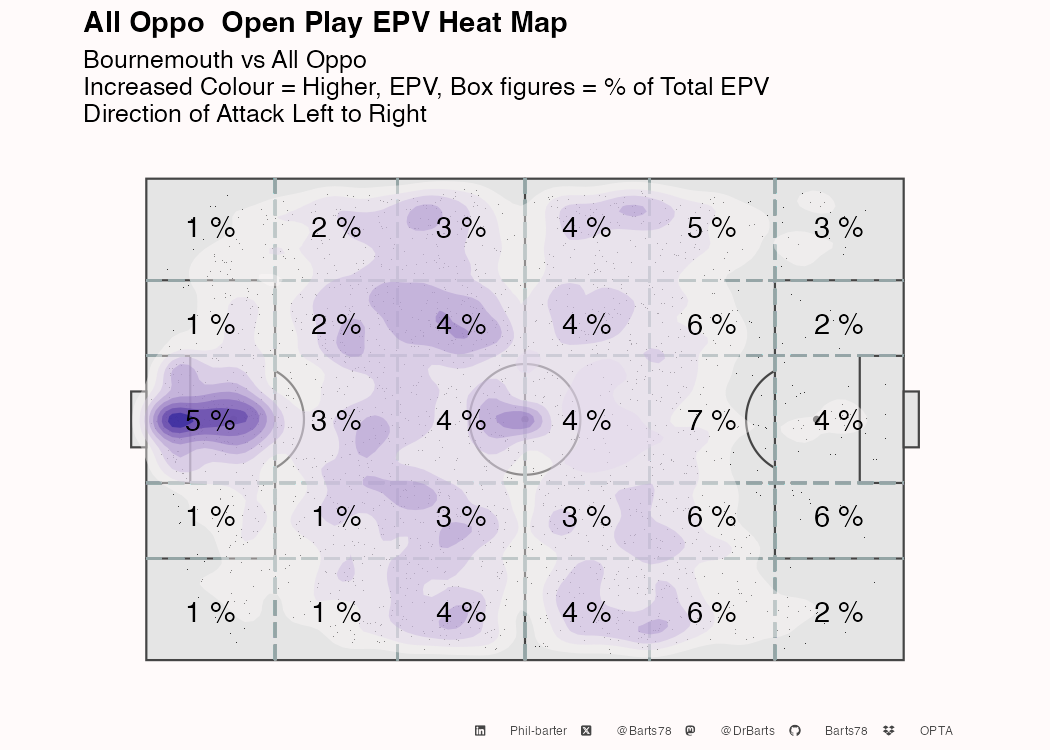 All Oppo  Open Play EPV Heat Map
Bournemouth vs All Oppo
Increased Colour = Higher, EPV, Box figures = % of Total EPV
Direction of Attack Left to Right
1 % 2 % 3 % 4 % 5 % 3 %
1 % 2 % 4 % 4 % 6 % 2 %
5 % 3 % 4 % 4 % 7 % 4 %
1 % 1 % 3 % 3 % 6 % 6 %
1 % 1 % 4 % 4 % 6 % 2 %
Phil-barter @Barts78 @DrBarts Barts78 OPTA